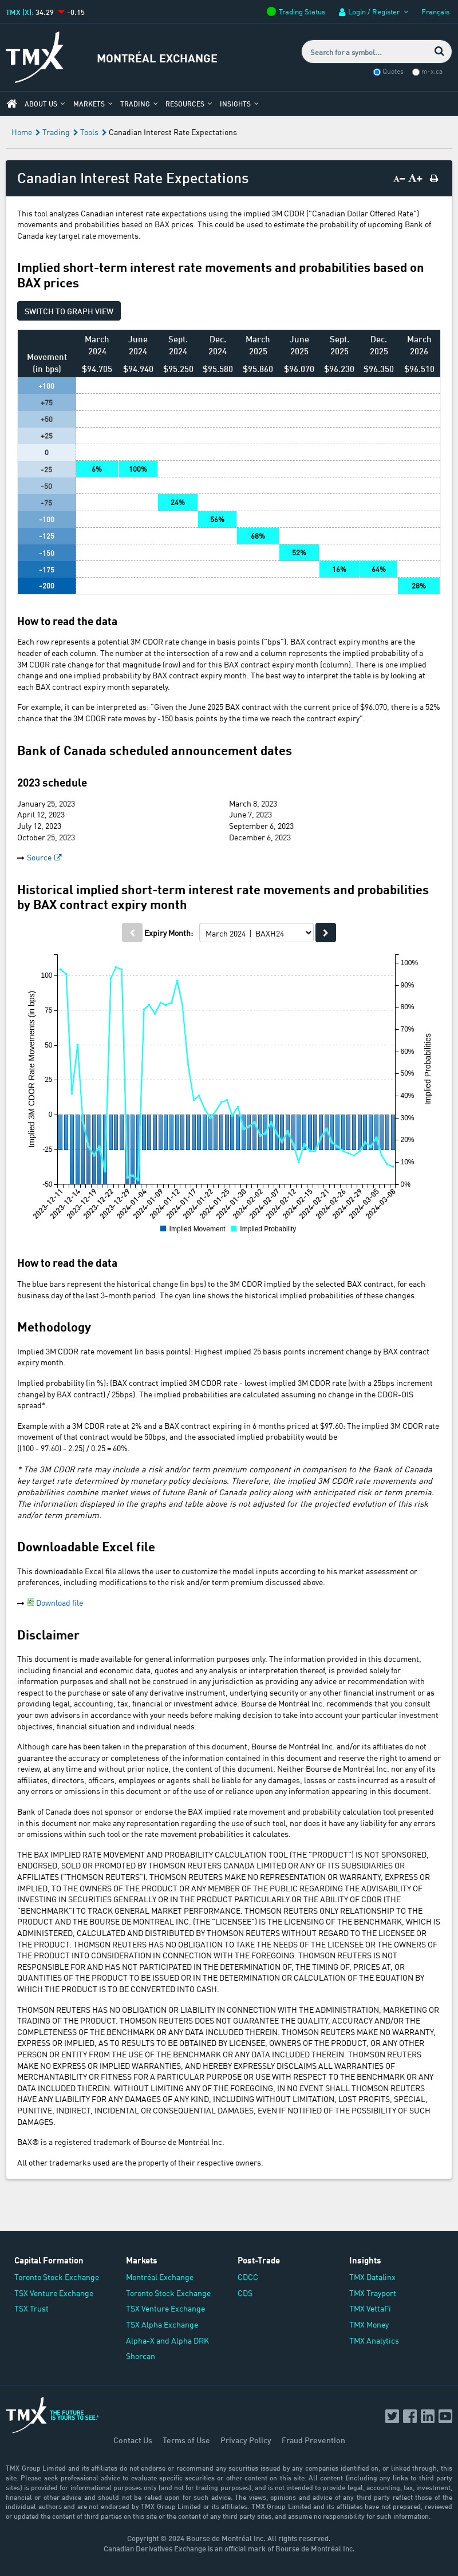 TMX (X): 34.29 -0.15
Trading Status Login / Register Français
TMX MONTRÉAL EXCHANGE
Search for a symbol...
Quotes m-x.ca
ABOUT US MARKETS TRADING RESOURCES INSIGHTS
Home Trading Tools Canadian Interest Rate Expectations
Canadian Interest Rate Expectations
A- A+
This tool analyzes Canadian interest rate expectations using the implied 3M CDOR ("Canadian Dollar Offered Rate")
movements and probabilities based on BAX prices. This could be used to estimate the probability of upcoming Bank of
Canada key target rate movements.
Implied short-term interest rate movements and probabilities based on
BAX prices
SWITCH TO GRAPH VIEW
Movement (in bps) March 2024 June 2024 Sept. 2024 Dec. 2024 March 2025 June 2025 Sept. 2025 Dec. 2025 March 2026
$94.705 $94.940 $95.250 $95.580 $95.860 $96.070 $96.230 $96.350 $96.510
+100
+75
+50
+25
0
-25 6% 100%
-50
-75 24%
-100 56%
-125 68%
-150 52%
-175 16% 64%
-200 28%
How to read the data
Each row represents a potential 3M CDOR rate change in basis points ("bps"). BAX contract expiry months are the
header of each column. The number at the intersection of a row and a column represents the implied probability of a
3M CDOR rate change for that magnitude (row) and for this BAX contract expiry month (column). There is one implied
change and one implied probability by BAX contract expiry month. The best way to interpret the table is by looking at
each BAX contract expiry month separately.
For example, it can be interpreted as: "Given the June 2025 BAX contract with the current price of $96.070, there is a 52%
chance that the 3M CDOR rate moves by -150 basis points by the time we reach the contract expiry".
Bank of Canada scheduled announcement dates
2023 schedule
January 25, 2023 March 8, 2023
April 12, 2023 June 7, 2023
July 12, 2023 September 6, 2023
October 25, 2023 December 6, 2023
Source
Historical implied short-term interest rate movements and probabilities
by BAX contract expiry month
Expiry Month: March 2024 | BAXH24
Implied 3M CDOR Rate Movements (in bps)
100
75
50
25
0
-25
-50
100%
90%
80%
70%
60%
50%
40%
30%
20%
10%
0%
Implied Probabilities
2023-12-11 2023-12-14 2023-12-19 2023-12-22 2023-12-29 2024-01-04 2024-01-09 2024-01-12 2024-01-17 2024-01-22 2024-01-25 2024-01-30 2024-02-02 2024-02-07 2024-02-12 2024-02-15 2024-02-21 2024-02-26 2024-02-29 2024-03-05 2024-03-08
Implied Movement Implied Probability
How to read the data
The blue bars represent the historical change (in bps) to the 3M CDOR implied by the selected BAX contract, for each
business day of the last 3-month period. The cyan line shows the historical implied probabilities of these changes.
Methodology
Implied 3M CDOR rate movement (in basis points): Highest implied 25 basis points increment change by BAX contract
expiry month.
Implied probability (in %): (BAX contract implied 3M CDOR rate - lowest implied 3M CDOR rate (with a 25bps increment
change) by BAX contract) / 25bps). The implied probabilities are calculated assuming no change in the CDOR-OIS
spread*.
Example with a 3M CDOR rate at 2% and a BAX contract expiring in 6 months priced at $97.60: The implied 3M CDOR rate
movement of that contract would be 50bps, and the associated implied probability would be
((100 - 97.60) - 2.25) / 0.25 = 60%.
* The 3M CDOR rate may include a risk and/or term premium component in comparison to the Bank of Canada
key target rate determined by monetary policy decisions. Therefore, the implied 3M CDOR rate movements and
probabilities combine market views of future Bank of Canada policy along with anticipated risk or term premia.
The information displayed in the graphs and table above is not adjusted for the projected evolution of this risk
and/or term premium.
Downloadable Excel file
This downloadable Excel file allows the user to customize the model inputs according to his market assessment or
preferences, including modifications to the risk and/or term premium discussed above.
Download file
Disclaimer
This document is made available for general information purposes only. The information provided in this document,
including financial and economic data, quotes and any analysis or interpretation thereof, is provided solely for
information purposes and shall not be construed in any jurisdiction as providing any advice or recommendation with
respect to the purchase or sale of any derivative instrument, underlying security or any other financial instrument or as
providing legal, accounting, tax, financial or investment advice. Bourse de Montréal Inc. recommends that you consult
your own advisors in accordance with your needs before making decision to take into account your particular investment
objectives, financial situation and individual needs.
Although care has been taken in the preparation of this document, Bourse de Montréal Inc. and/or its affiliates do not
guarantee the accuracy or completeness of the information contained in this document and reserve the right to amend or
review, at any time and without prior notice, the content of this document. Neither Bourse de Montréal Inc. nor any of its
affiliates, directors, officers, employees or agents shall be liable for any damages, losses or costs incurred as a result of
any errors or omissions or of the use of or reliance upon any information appearing in this document.
Bank of Canada does not sponsor or endorse the BAX implied rate movement and probability calculation tool presented
in this document nor make any representation regarding the use of such tool, nor does it have any liability for any errors
or omissions within such tool or the rate movement probabilities it calculates.
THE BAX IMPLIED RATE MOVEMENT AND PROBABILITY CALCULATION TOOL (THE "PRODUCT") IS NOT SPONSORED,
ENDORSED, SOLD OR PROMOTED BY THOMSON REUTERS CANADA LIMITED OR ANY OF ITS SUBSIDIARIES OR
AFFILIATES ("THOMSON REUTERS"). THOMSON REUTERS MAKES NO REPRESENTATION OR WARRANTY, EXPRESS OR
IMPLIED, TO THE OWNERS OF THE PRODUCT OR ANY MEMBER OF THE PUBLIC REGARDING THE ADVISABILITY OF
INVESTING IN SECURITIES GENERALLY OR IN THE PRODUCT PARTICULARLY OR THE ABILITY OF CDOR (THE
"BENCHMARK") TO TRACK GENERAL MARKET PERFORMANCE. THOMSON REUTERS ONLY RELATIONSHIP TO THE
PRODUCT AND THE BOURSE DE MONTREAL INC. (THE "LICENSEE") IS THE LICENSING OF THE BENCHMARK, WHICH IS
ADMINISTERED, CALCULATED AND DISTRIBUTED BY THOMSON REUTERS WITHOUT REGARD TO THE LICENSEE OR
THE PRODUCT. THOMSON REUTERS HAS NO OBLIGATION TO TAKE THE NEEDS OF THE LICENSEE OR THE OWNERS OF
THE PRODUCT INTO CONSIDERATION IN CONNECTION WITH THE FOREGOING. THOMSON REUTERS IS NOT
RESPONSIBLE FOR AND HAS NOT PARTICIPATED IN THE DETERMINATION OF, THE TIMING OF, PRICES AT, OR
QUANTITIES OF THE PRODUCT TO BE ISSUED OR IN THE DETERMINATION OR CALCULATION OF THE EQUATION BY
WHICH THE PRODUCT IS TO BE CONVERTED INTO CASH.
THOMSON REUTERS HAS NO OBLIGATION OR LIABILITY IN CONNECTION WITH THE ADMINISTRATION, MARKETING OR
TRADING OF THE PRODUCT. THOMSON REUTERS DOES NOT GUARANTEE THE QUALITY, ACCURACY AND/OR THE
COMPLETENESS OF THE BENCHMARK OR ANY DATA INCLUDED THEREIN. THOMSON REUTERS MAKE NO WARRANTY,
EXPRESS OR IMPLIED, AS TO RESULTS TO BE OBTAINED BY LICENSEE, OWNERS OF THE PRODUCT, OR ANY OTHER
PERSON OR ENTITY FROM THE USE OF THE BENCHMARK OR ANY DATA INCLUDED THEREIN. THOMSON REUTERS
MAKE NO EXPRESS OR IMPLIED WARRANTIES, AND HEREBY EXPRESSLY DISCLAIMS ALL WARRANTIES OF
MERCHANTABILITY OR FITNESS FOR A PARTICULAR PURPOSE OR USE WITH RESPECT TO THE BENCHMARK OR ANY
DATA INCLUDED THEREIN. WITHOUT LIMITING ANY OF THE FOREGOING, IN NO EVENT SHALL THOMSON REUTERS
HAVE ANY LIABILITY FOR ANY DAMAGES OF ANY KIND, INCLUDING WITHOUT LIMITATION, LOST PROFITS, SPECIAL,
PUNITIVE, INDIRECT, INCIDENTAL OR CONSEQUENTIAL DAMAGES, EVEN IF NOTIFIED OF THE POSSIBILITY OF SUCH
DAMAGES.
BAX® is a registered trademark of Bourse de Montréal Inc.
All other trademarks used are the property of their respective owners.
Capital Formation Markets Post-Trade Insights
Toronto Stock Exchange Montréal Exchange CDCC TMX Datalinx
TSX Venture Exchange Toronto Stock Exchange CDS TMX Trayport
TSX Trust TSX Venture Exchange TMX VettaFi
TSX Alpha Exchange TMX Money
Alpha-X and Alpha DRK TMX Analytics
Shorcan
TMX THE FUTURE IS YOURS TO SEE.
Contact Us Terms of Use Privacy Policy Fraud Prevention
TMX Group Limited and its affiliates do not endorse or recommend any securities issued by any companies identified on, or linked through, this
site. Please seek professional advice to evaluate specific securities or other content on this site. All content (including any links to third party
sites) is provided for informational purposes only (and not for trading purposes), and is not intended to provide legal, accounting, tax, investment,
financial or other advice and should not be relied upon for such advice. The views, opinions and advice of any third party reflect those of the
individual authors and are not endorsed by TMX Group Limited or its affiliates. TMX Group Limited and its affiliates have not prepared, reviewed
or updated the content of third parties on this site or the content of any third party sites, and assume no responsibility for such information.
Copyright © 2024 Bourse de Montréal Inc. All rights reserved.
Canadian Derivatives Exchange is an official mark of Bourse de Montréal Inc.